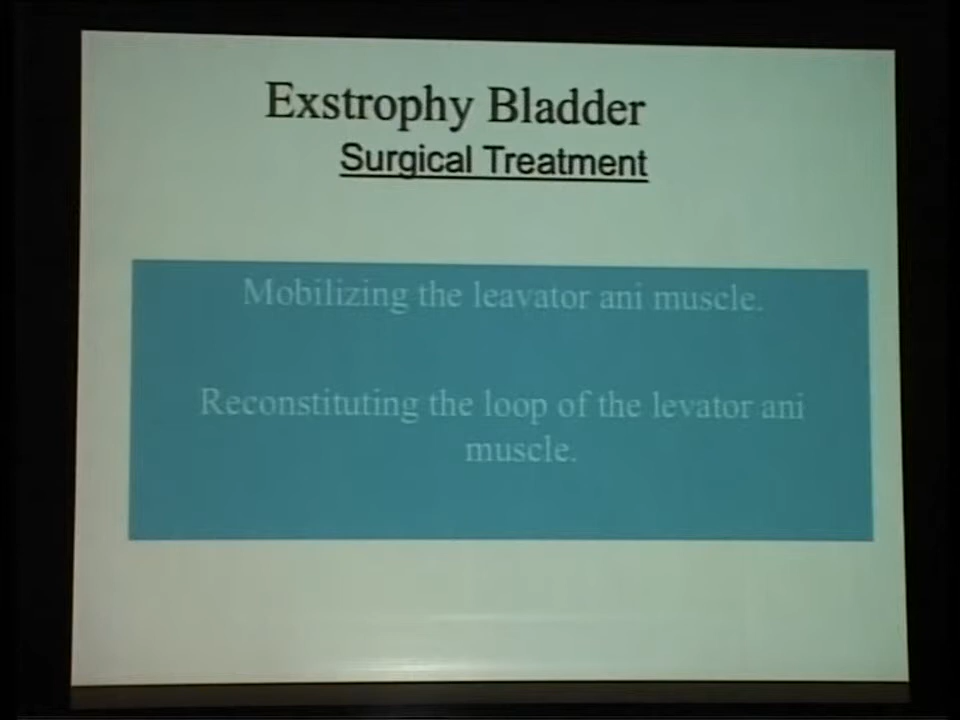 Exstrophy Bladder
Surgical Treatment
Mobilizing the leavator ani muscle.
Reconstituting the loop of the levator ani
muscle.